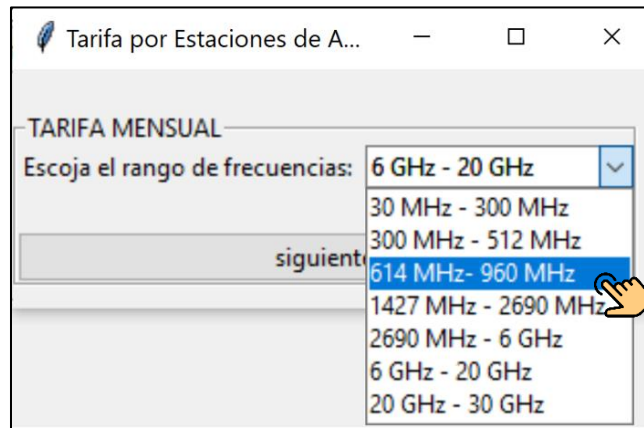 Tarifa por Estaciones de A...
TARIFA MENSUAL
Escoja el rango de frecuencias: 6 GHz - 20 GHz
30 MHz - 300 MHz
300 MHz - 512 MHz
siguient
614 MHz- 960 MHz
1427 MHz - 2690 MHz
2690 MHz - 6 GHz
6 GHz - 20 GHz
20 GHz - 30 GHz